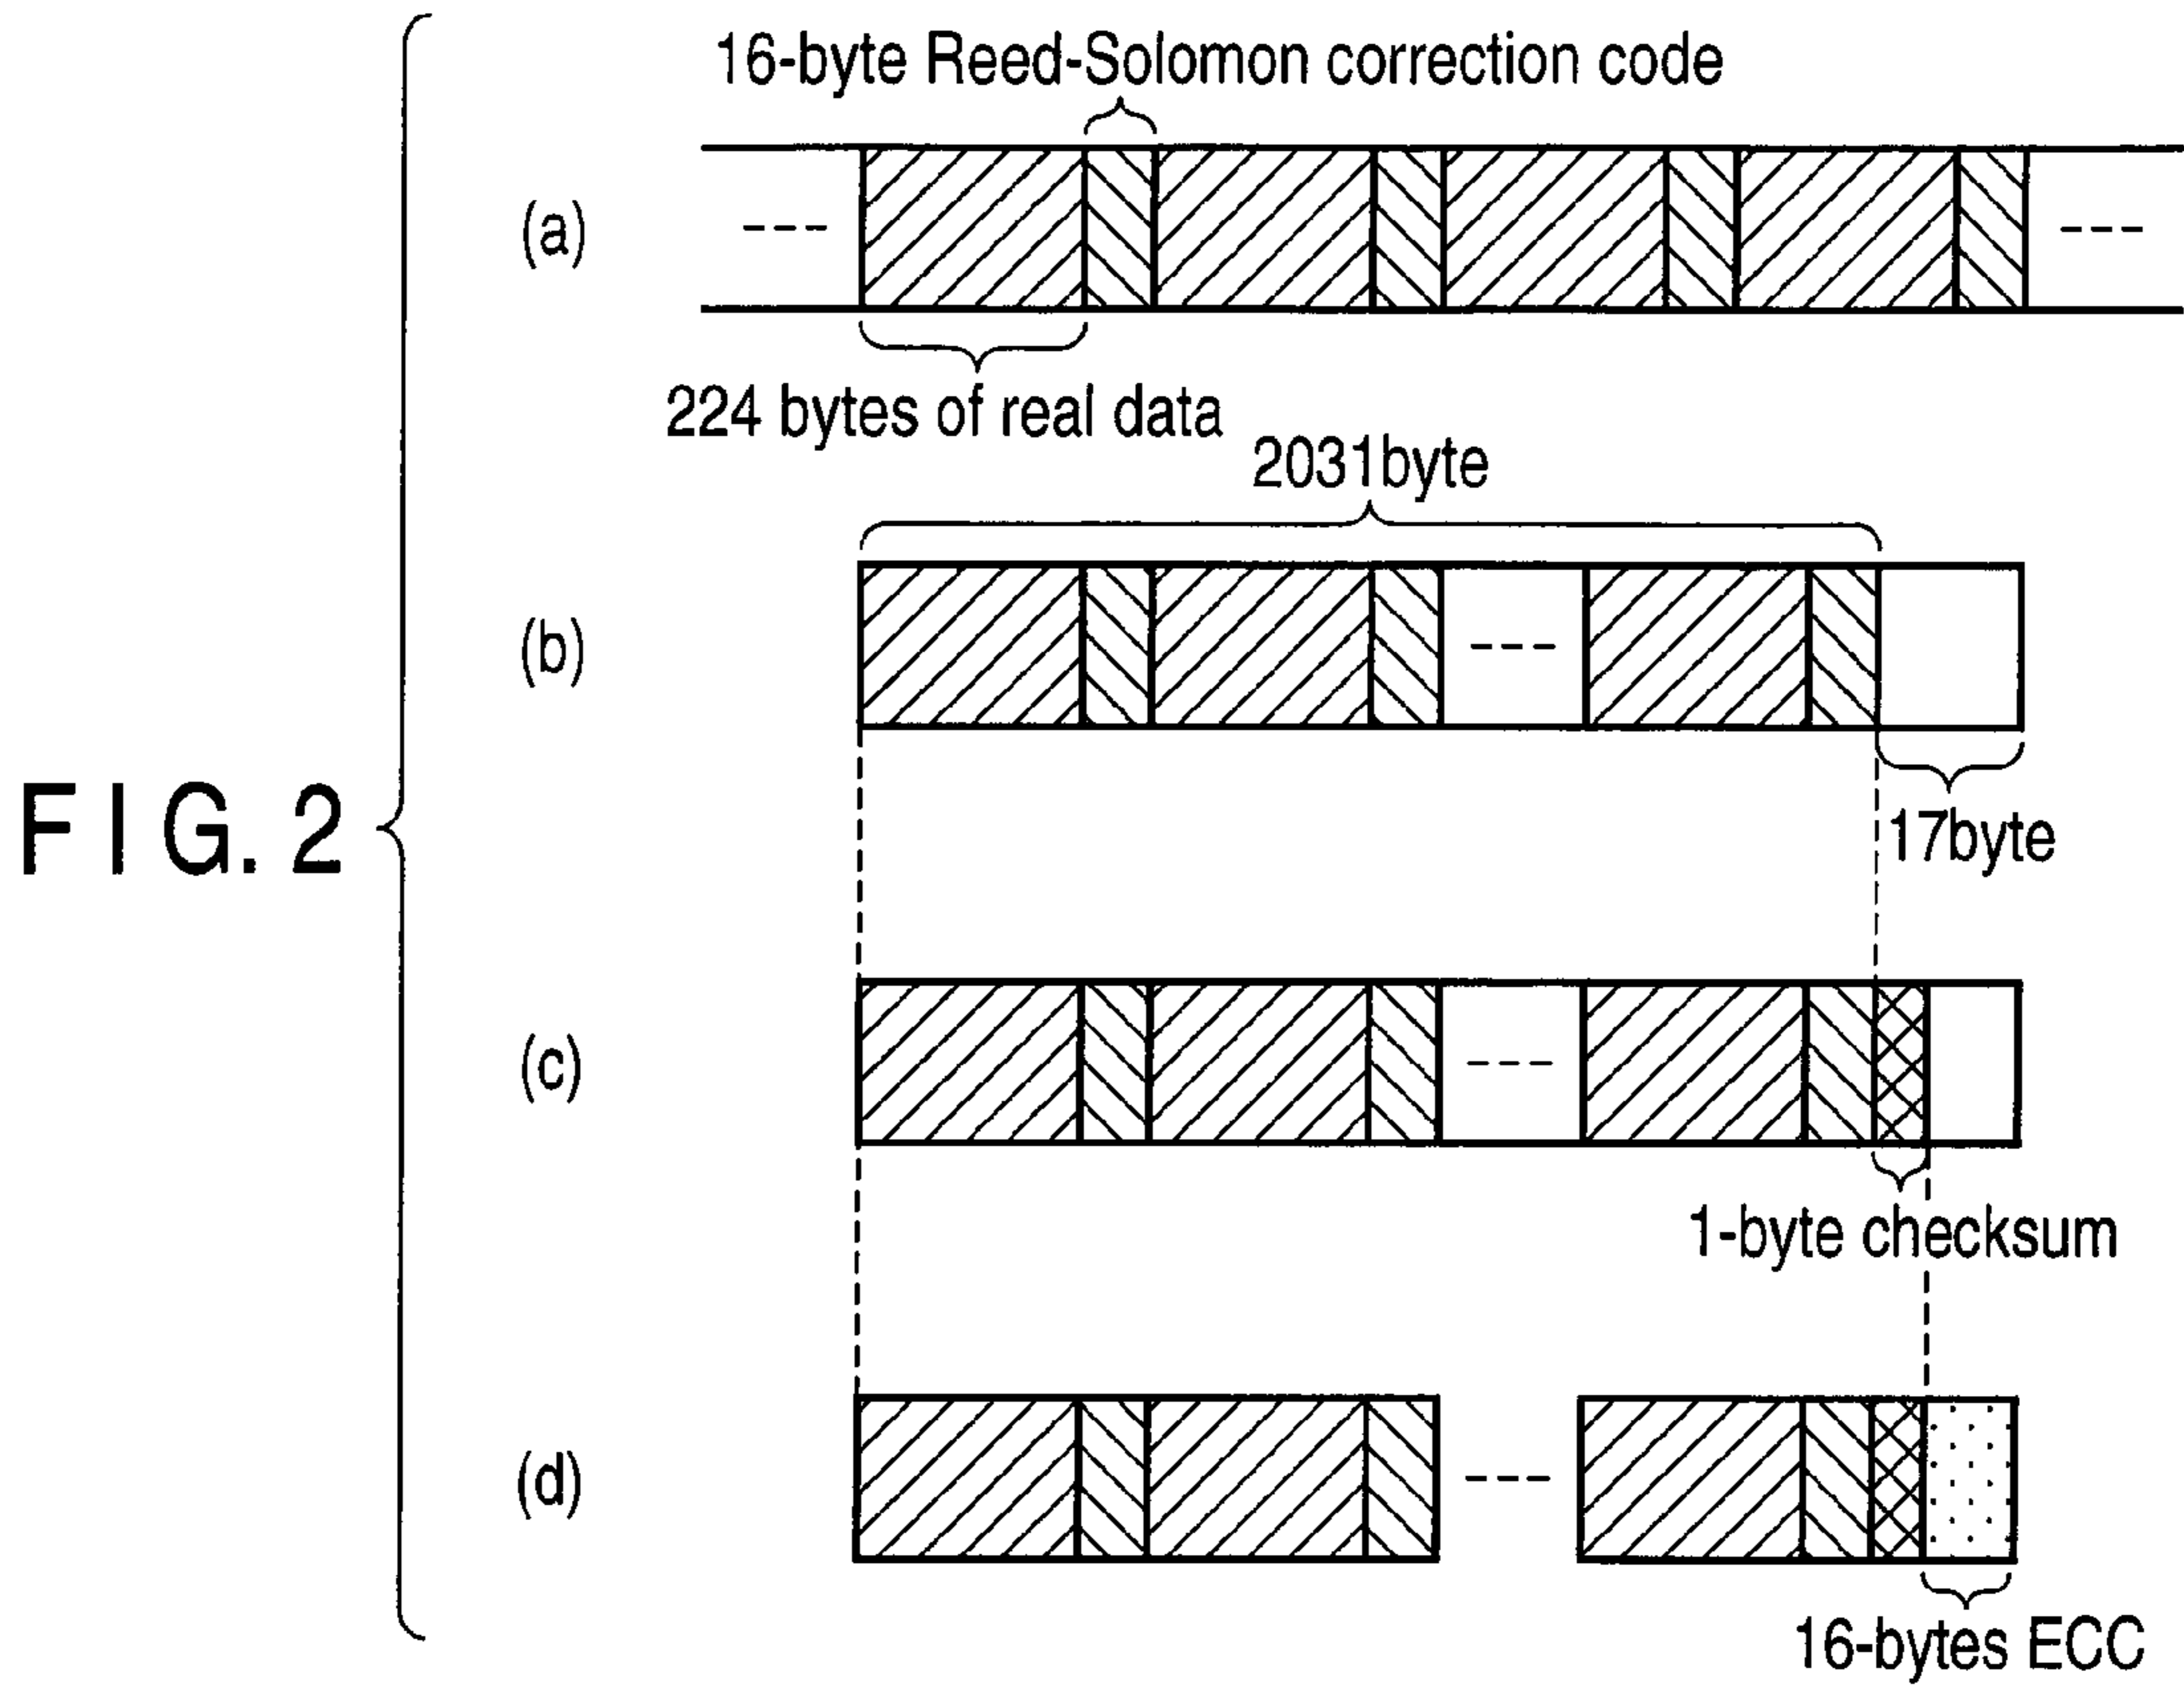 16-byte Reed-Solomon correction code
(a)
224 bytes of real data
2031byte
(b)
17byte
FIG. 2
(c)
1-byte checksum
(d)
16-bytes ECC